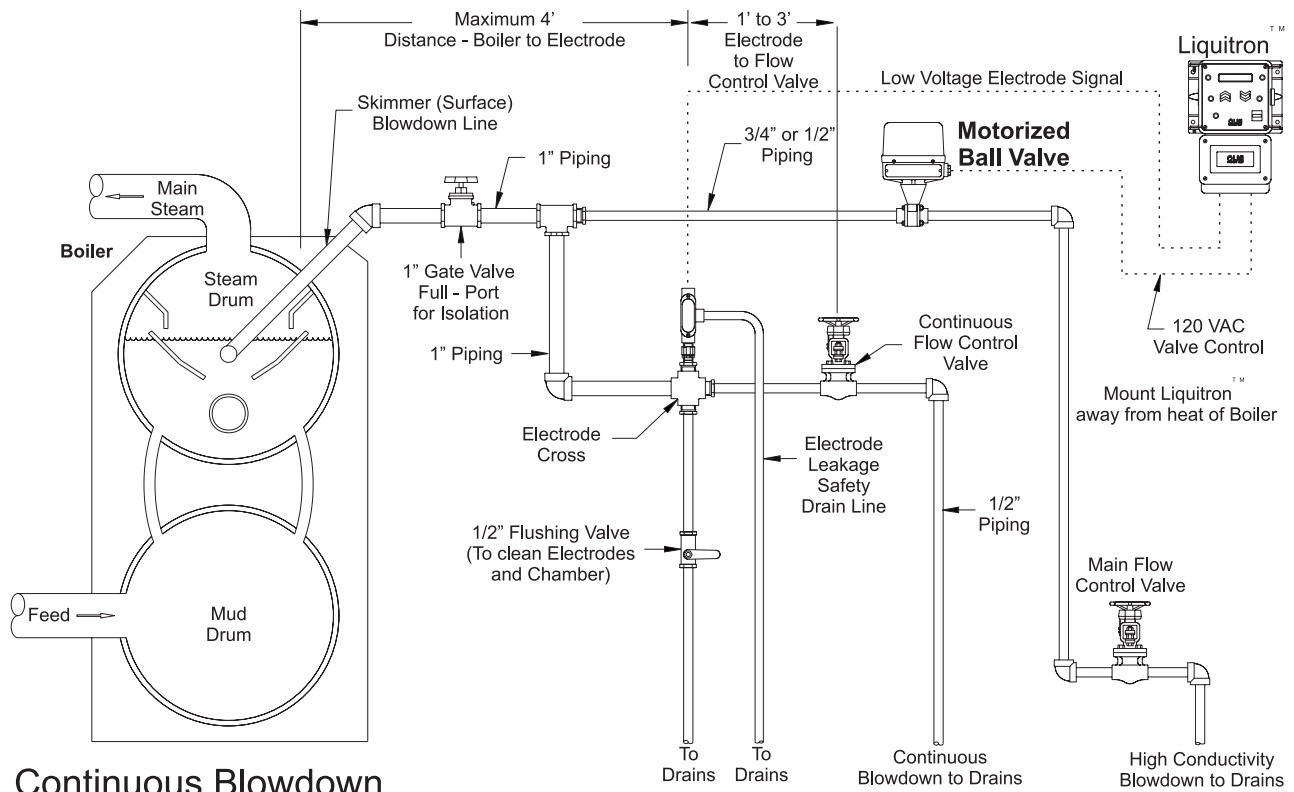 Maximum 4'
Distance - Boiler to Electrode
1' to 3'
Electrode
to Flow
Control Valve
TM
Liquitron
Low Voltage Electrode Signal
Skimmer (Surface)
Blowdown Line
1" Piping
3/4" or 1/2"
Piping
Motorized
Ball Valve
Main
Steam
Boiler
Steam
Drum
1" Gate Valve
Full - Port
for Isolation
1" Piping
Continuous
Flow Control
Valve
120 VAC
Valve Control
TM
Mount Liquitron
away from heat of Boiler
Electrode
Cross
Electrode
Leakage
Safety
Drain Line
1/2"
Piping
1/2" Flushing Valve
(To clean Electrodes
and Chamber)
Main Flow
Control Valve
Feed
Mud
Drum
To
Drains
To
Drains
Continuous
Blowdown to Drains
High Conductivity
Blowdown to Drains
Continuous Blowdown